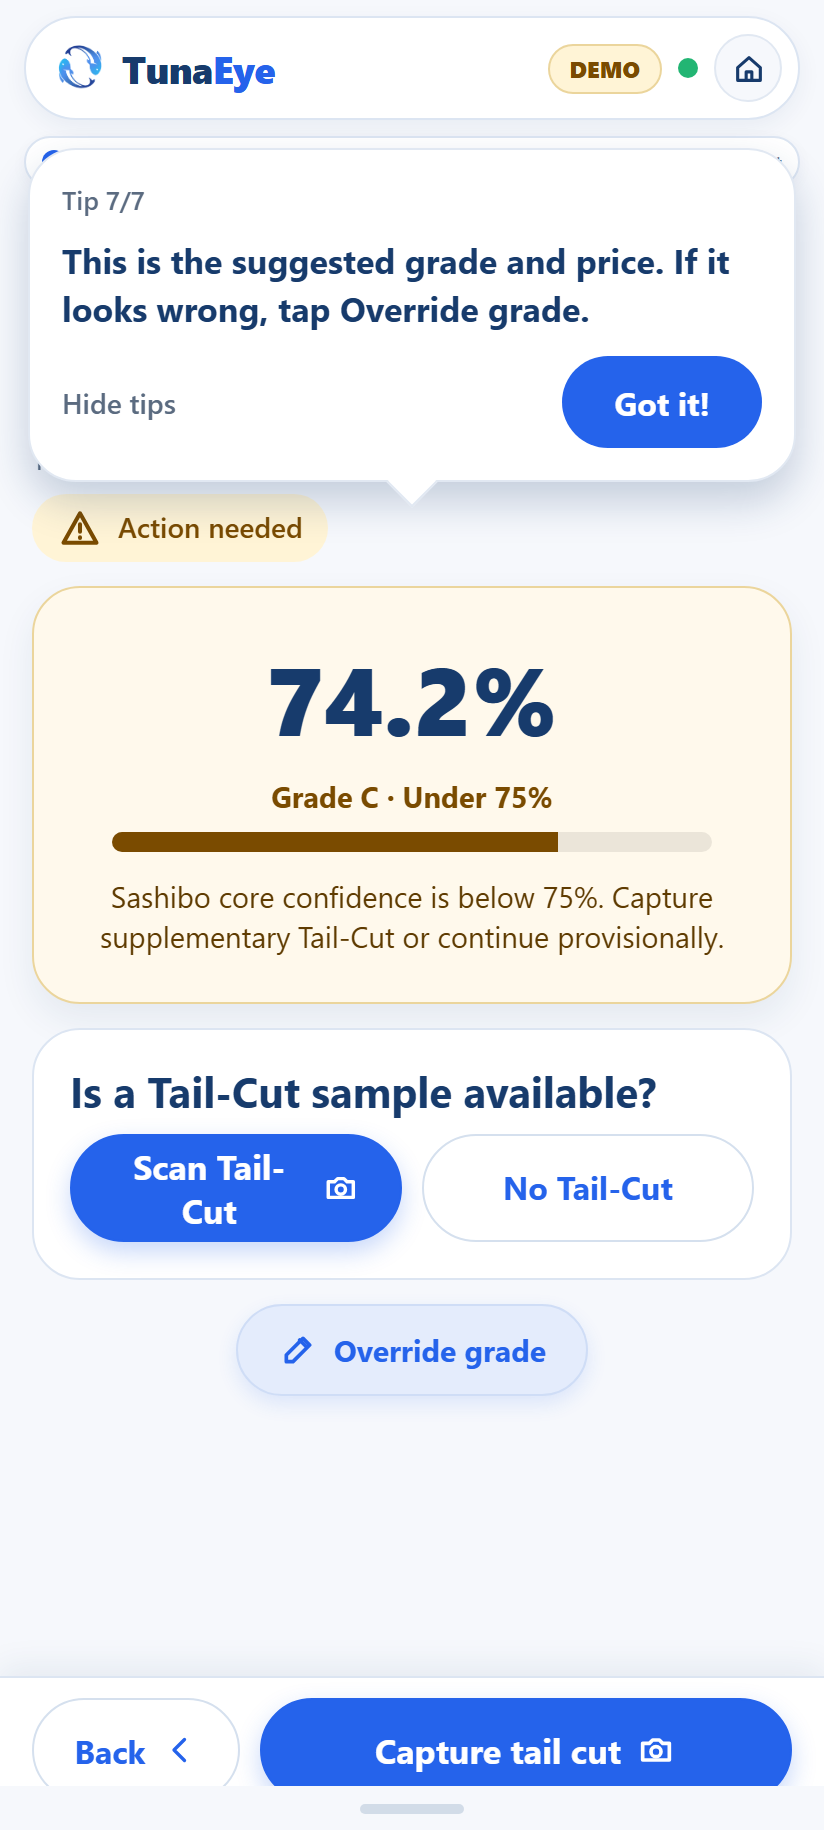 TunaEye
DEMO
Tip 7/7
This is the suggested grade and price. If it
looks wrong, tap Override grade.
Hide tips
Got it!
Action needed
74.2%
Grade C · Under 75%
Sashibo core confidence is below 75%. Capture
supplementary Tail-Cut or continue provisionally.
Is a Tail-Cut sample available?
Scan Tail-
Cut
No Tail-Cut
Override grade
Back
Capture tail cut